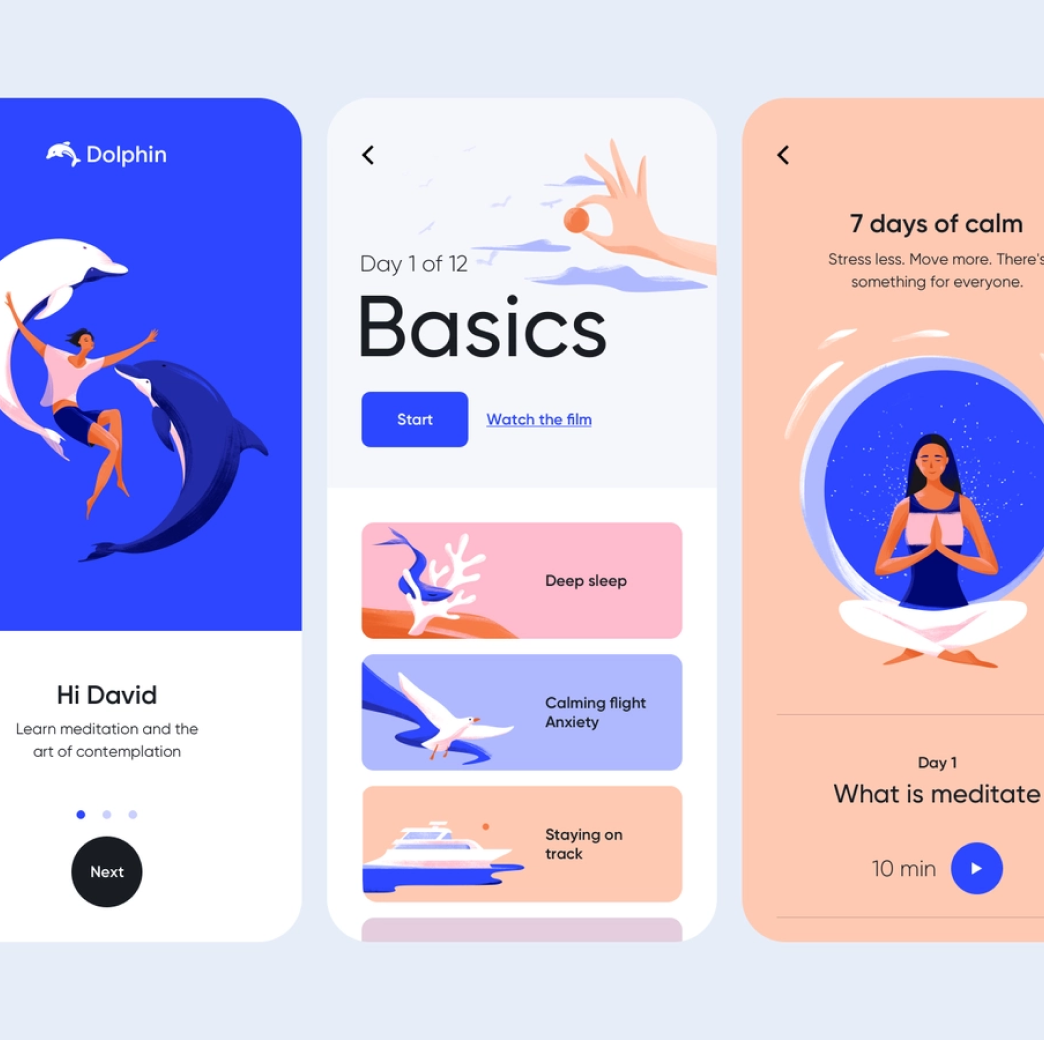 Dolphin
Hi David
Learn meditation and the
art of contemplation
Next
Day 1 of 12
Basics
Start
Watch the film
Deep sleep
Calming flight
Anxiety
Staying on
track
7 days of calm
Stress less. Move more. There's
something for everyone.
Day 1
What is meditate
10 min